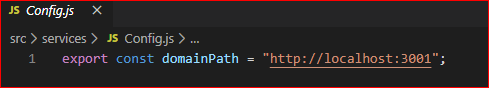 JS Config.js ×
src > services > JS Config.js > ...
1 export const domainPath = "http://localhost:3001";